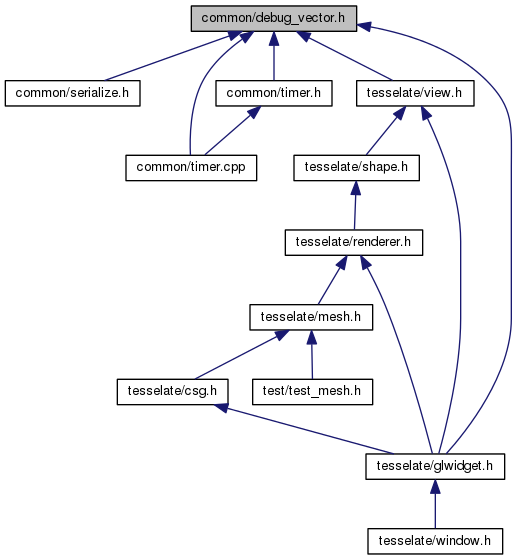 common/debug_vector.h
common/serialize.h
common/timer.h
tesselate/view.h
common/timer.cpp
tesselate/shape.h
tesselate/renderer.h
tesselate/mesh.h
tesselate/csg.h
test/test_mesh.h
tesselate/glwidget.h
tesselate/window.h